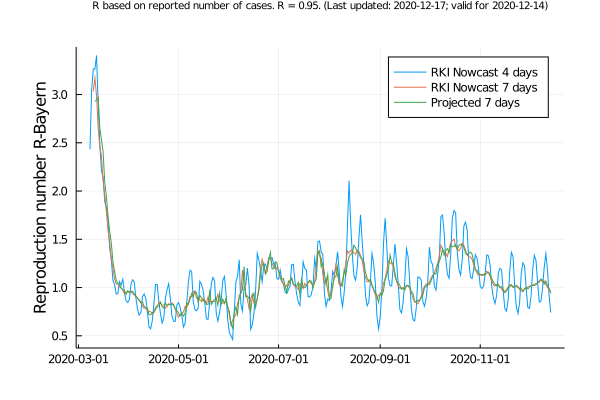 R based on reported number of cases. R = 0.95. (Last updated: 2020-12-17; valid for 2020-12-14)
RKI Nowcast 4 days
RKI Nowcast 7 days
Projected 7 days
Reproduction number R-Bayern
3.0
2.5
2.0
1.5
1.0
0.5
2020-03-01 2020-05-01 2020-07-01 2020-09-01 2020-11-01